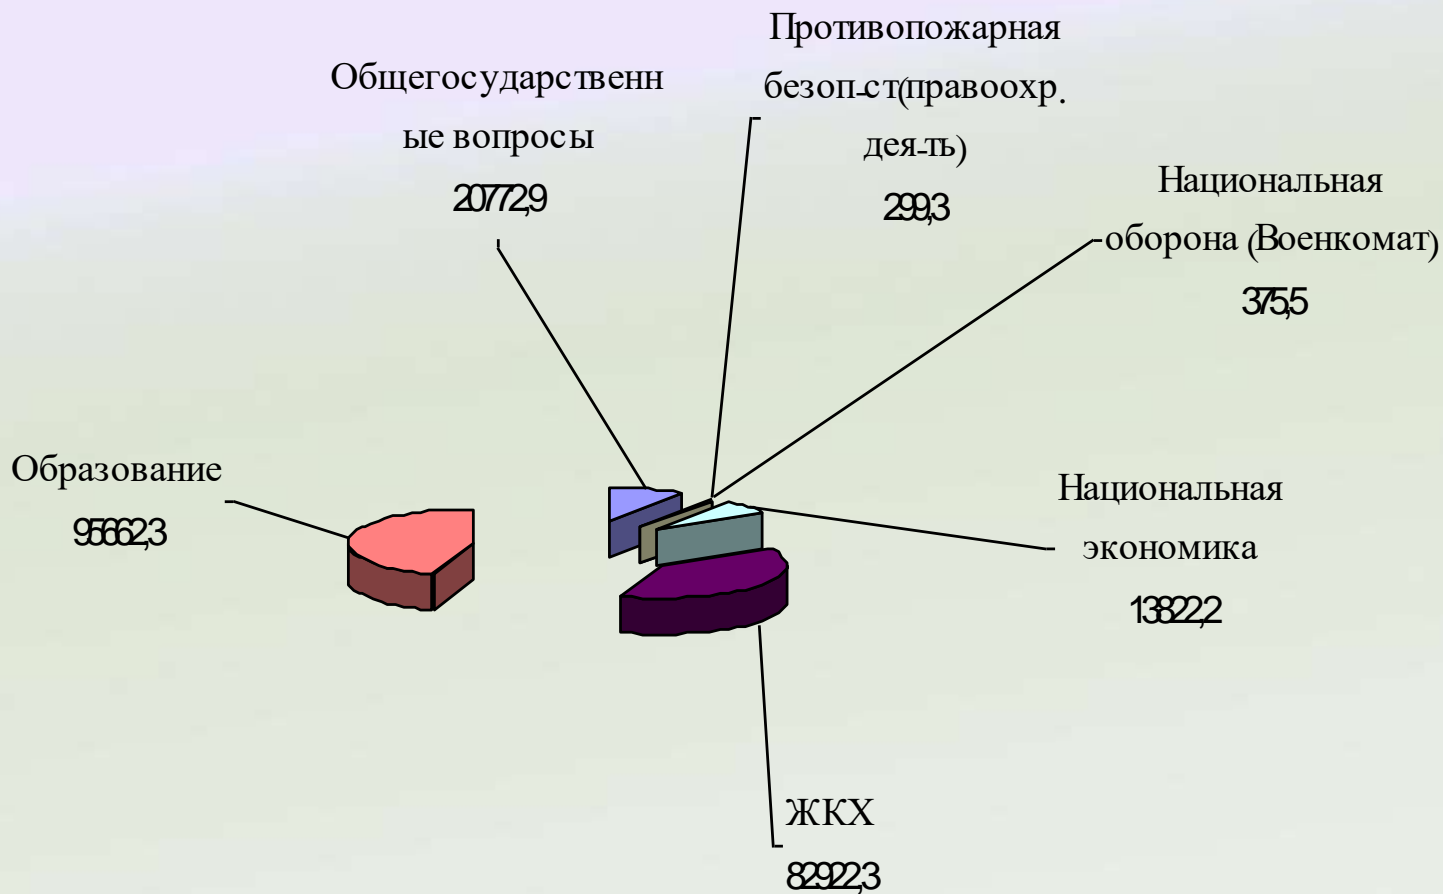 Противопожарная
безоп-ст(правоохр.
дея-ть)
299,3
Общегосударственн
ые вопросы
20772,9
Национальная
оборона (Военкомат)
375,5
Образование
95662,3
Национальная
экономика
13822,2
ЖКХ
82922,3